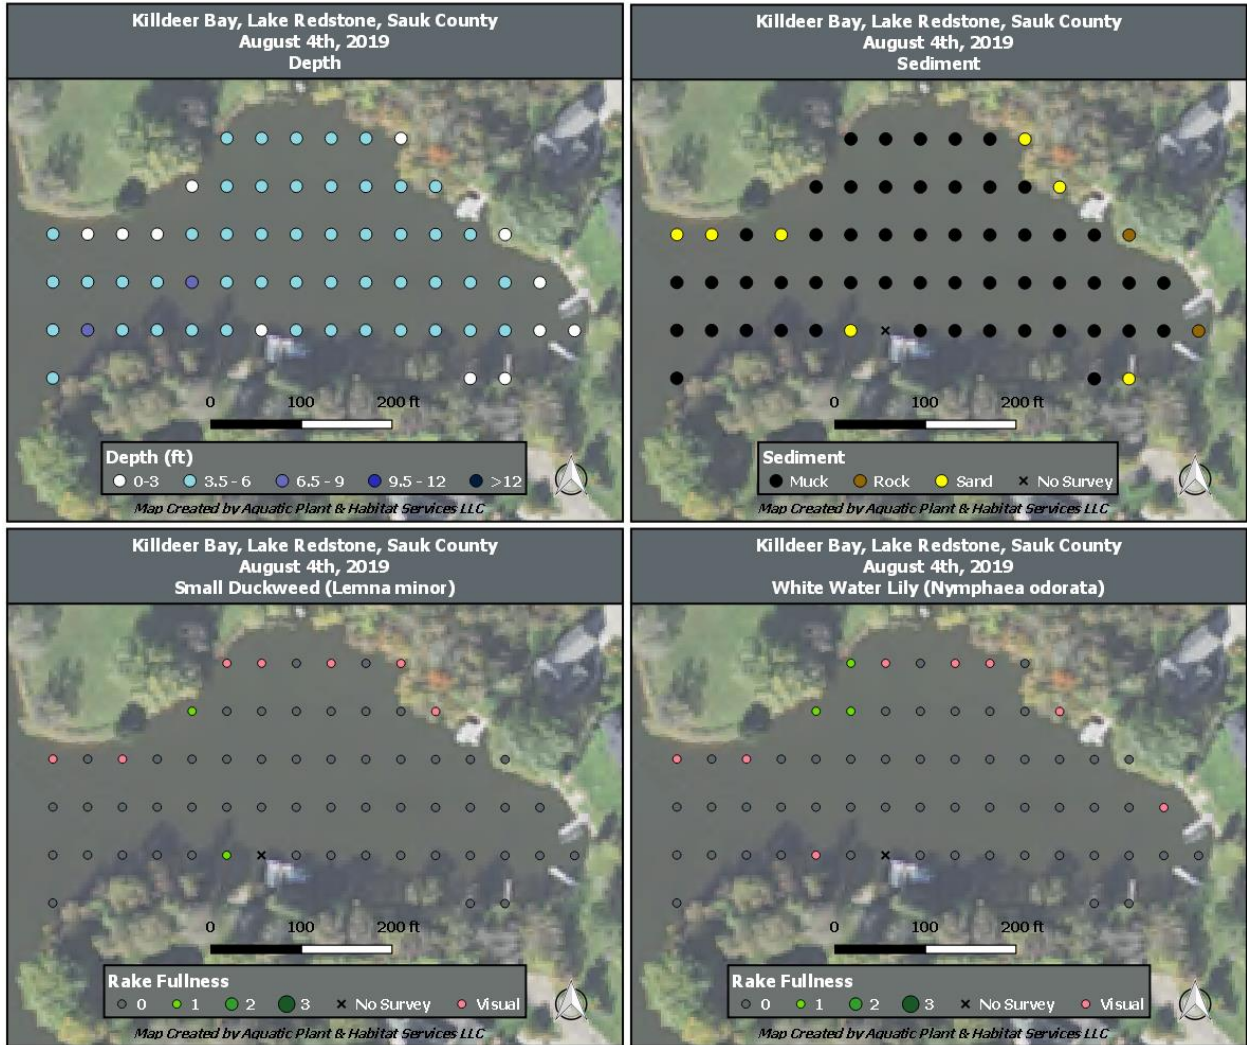 Killdeer Bay, Lake Redstone, Sauk County
August 4th, 2019
Depth
0 100 200 ft
Depth (ft)
0-3 3.5 - 6 6.5 - 9 9.5 - 12 >12
Map Created by Aquatic Plant & Habitat Services LLC
Killdeer Bay, Lake Redstone, Sauk County
August 4th, 2019
Sediment
0 100 200 ft
Sediment
Muck Rock Sand × No Survey
Map Created by Aquatic Plant & Habitat Services LLC
Killdeer Bay, Lake Redstone, Sauk County
August 4th, 2019
Small Duckweed (Lemna minor)
0 100 200 ft
Rake Fullness
0 1 2 3 × No Survey Visual
Map Created by Aquatic Plant & Habitat Services LLC
Killdeer Bay, Lake Redstone, Sauk County
August 4th, 2019
White Water Lily (Nymphaea odorata)
0 100 200 ft
Rake Fullness
0 1 2 3 × No Survey Visual
Map Created by Aquatic Plant & Habitat Services LLC